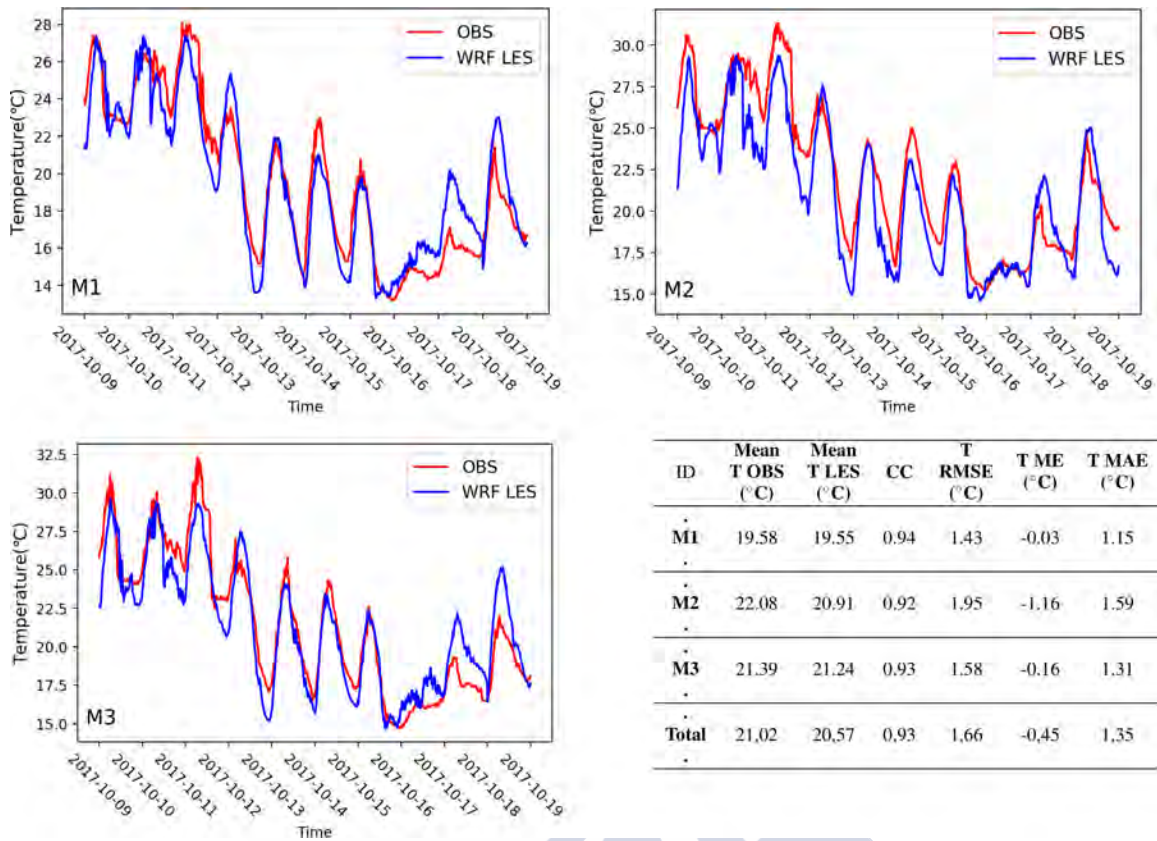 28
26
24
22
20
18
16
14
Temperature(°C)
OBS
WRF LES
M1
2017-10-09
2017-10-10
2017-10-11
2017-10-12
2017-10-13
2017-10-14
2017-10-15
2017-10-16
2017-10-17
2017-10-18
2017-10-19
Time
30.0
27.5
25.0
22.5
20.0
17.5
15.0
Temperature(°C)
OBS
WRF LES
M2
2017-10-09
2017-10-10
2017-10-11
2017-10-12
2017-10-13
2017-10-14
2017-10-15
2017-10-16
2017-10-17
2017-10-18
2017-10-19
Time
32.5
30.0
27.5
25.0
22.5
20.0
17.5
15.0
Temperature(°C)
OBS
WRF LES
M3
2017-10-09
2017-10-10
2017-10-11
2017-10-12
2017-10-13
2017-10-14
2017-10-15
2017-10-16
2017-10-17
2017-10-18
2017-10-19
Time
ID Mean T OBS (°C) Mean T LES (°C) CC T RMSE (°C) T ME (°C) T MAE (°C)
M1 19.58 19.55 0.94 1.43 -0.03 1.15
M2 22.08 20.91 0.92 1.95 -1.16 1.59
M3 21.39 21.24 0.93 1.58 -0.16 1.31
Total 21,02 20,57 0.93 1,66 -0,45 1,35